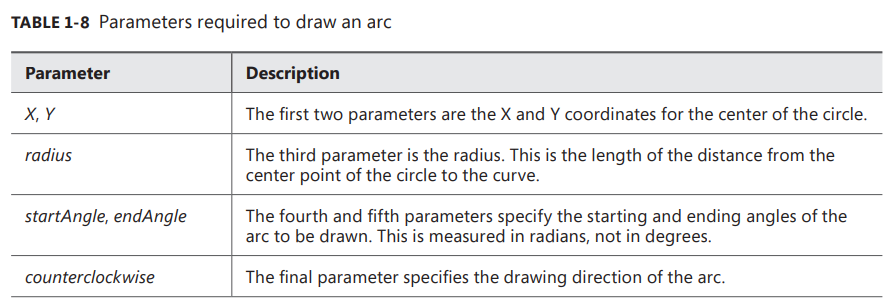 TABLE 1-8 Parameters required to draw an arc
Parameter Description
X, Y The first two parameters are the X and Y coordinates for the center of the circle.
radius The third parameter is the radius. This is the length of the distance from the
center point of the circle to the curve.
startAngle, endAngle The fourth and fifth parameters specify the starting and ending angles of the
arc to be drawn. This is measured in radians, not in degrees.
counterclockwise The final parameter specifies the drawing direction of the arc.